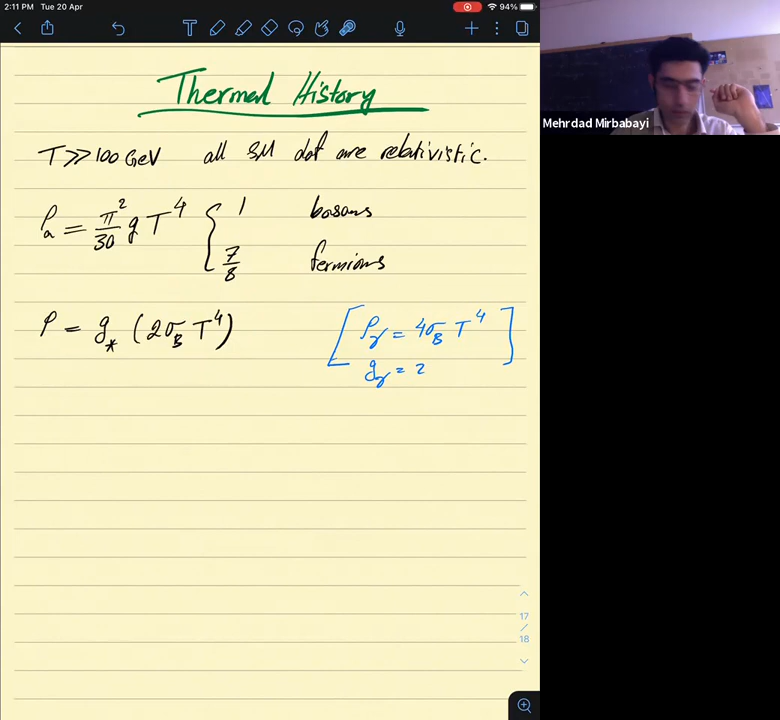 2:11 PM Tue 20 Apr 94%
Thermal History
T ≫ 100 GeV all SM dof are relativistic.
ρ_a = π²/30 g T⁴ { 1 bosons
7/8 fermions
ρ = g_* (2σ_B T⁴) [ρ_γ = 4σ_B T⁴]
g_γ = 2
Mehrdad Mirbabayi
17
/
18